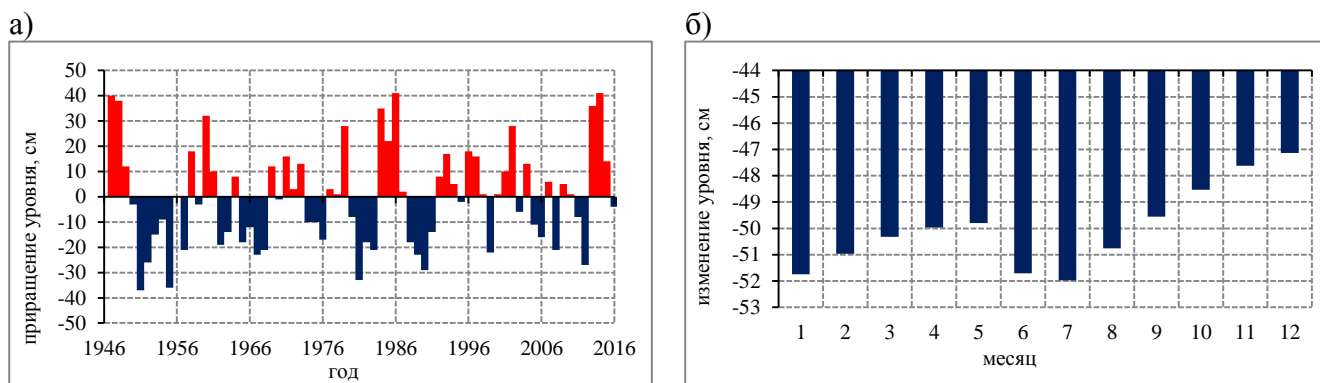 а)
приращение уровня, см
50
40
30
20
10
0
-10
-20
-30
-40
-50
1946 1956 1966 1976 1986 1996 2006 2016
год
б)
изменение уровня, см
-44
-45
-46
-47
-48
-49
-50
-51
-52
-53
1 2 3 4 5 6 7 8 9 10 11 12
месяц